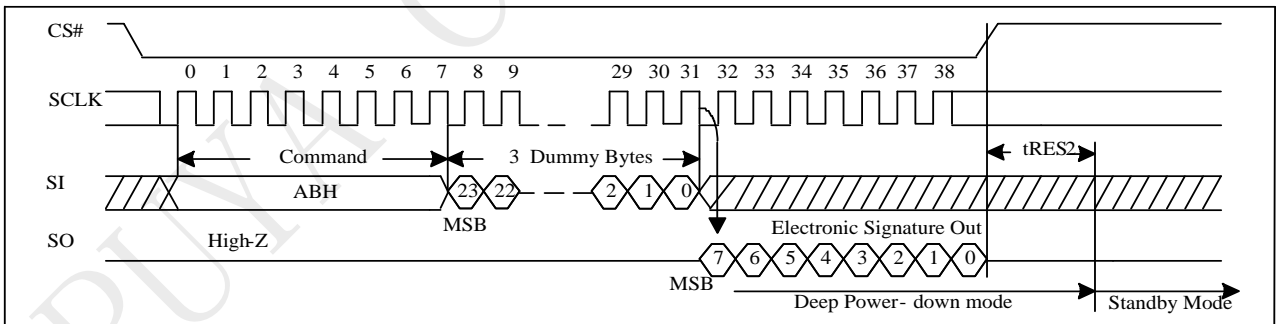 CS#
0 1 2 3 4 5 6 7 8 9 29 30 31 32 33 34 35 36 37 38
SCLK
Command 3 Dummy Bytes tRES2
SI ABH 23 22 2 1 0
MSB
SO High-Z Electronic Signature Out
7 6 5 4 3 2 1 0
MSB
Deep Power- down mode Standby Mode
PUYA